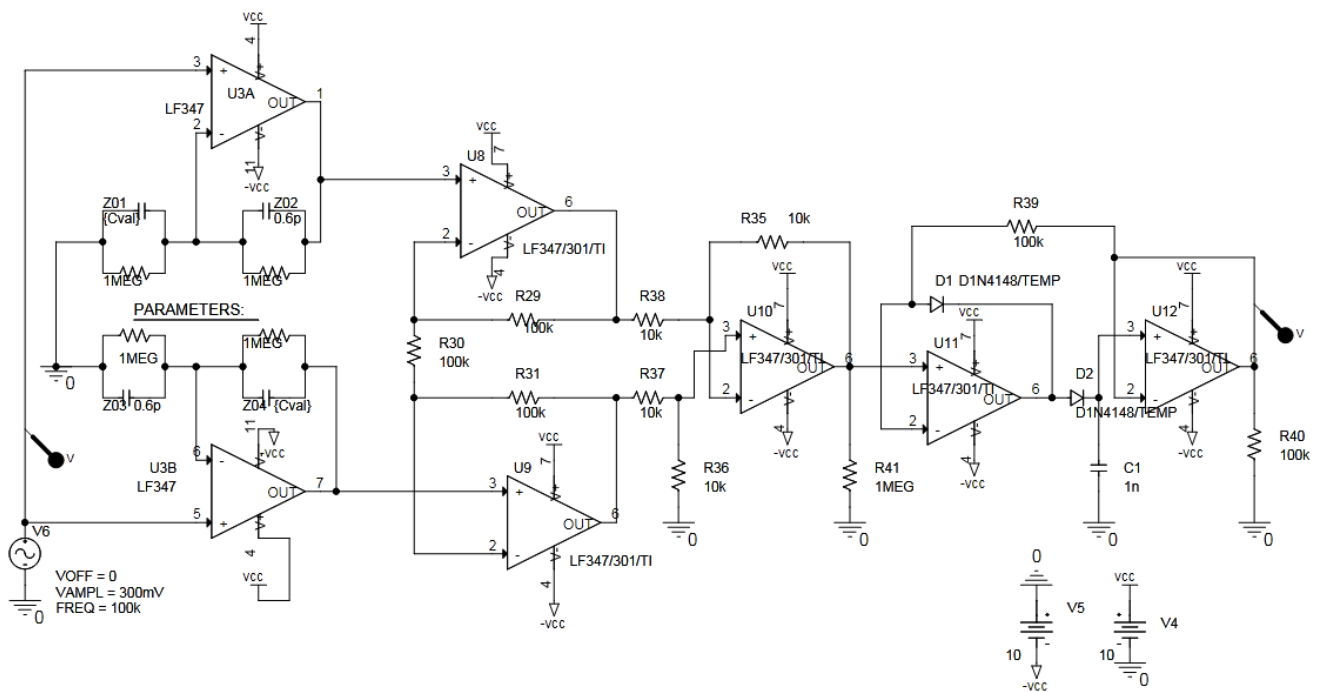 vcc
4
3
+
V+
U3A
OUT
1
LF347
2
-
V-
11
-vcc
Z01
{Cval}
Z02
0.6p
1MEG
1MEG
PARAMETERS:
1MEG
1MEG
0
Z03
0.6p
Z04
{Cval}
11
-vcc
6
-
V-
U3B
LF347
OUT
7
5
+
V+
4
vcc
V6
VOFF = 0
VAMPL = 300mV
FREQ = 100k
0
vcc
7
U8
3
+
V+
OUT
6
2
-
V-
LF347/301/TI
4
-vcc
R29
100k
R30
100k
R31
100k
R38
10k
R37
10k
vcc
7
U9
3
+
V+
OUT
6
2
-
V-
LF347/301/TI
4
-vcc
R36
10k
0
R35
10k
vcc
7
U10
3
+
V+
LF347/301/TI
OUT
6
2
-
V-
4
-vcc
R41
1MEG
0
R39
100k
D1
D1N4148/TEMP
vcc
7
U11
3
+
V+
LF347/301/TI
OUT
6
2
-
V-
4
-vcc
D2
D1N4148/TEMP
C1
1n
0
vcc
7
U12
3
+
V+
LF347/301/TI
OUT
6
2
-
V-
4
-vcc
V
R40
100k
0
V
0
V5
+
-
10
-vcc
vcc
V4
+
-
10
0